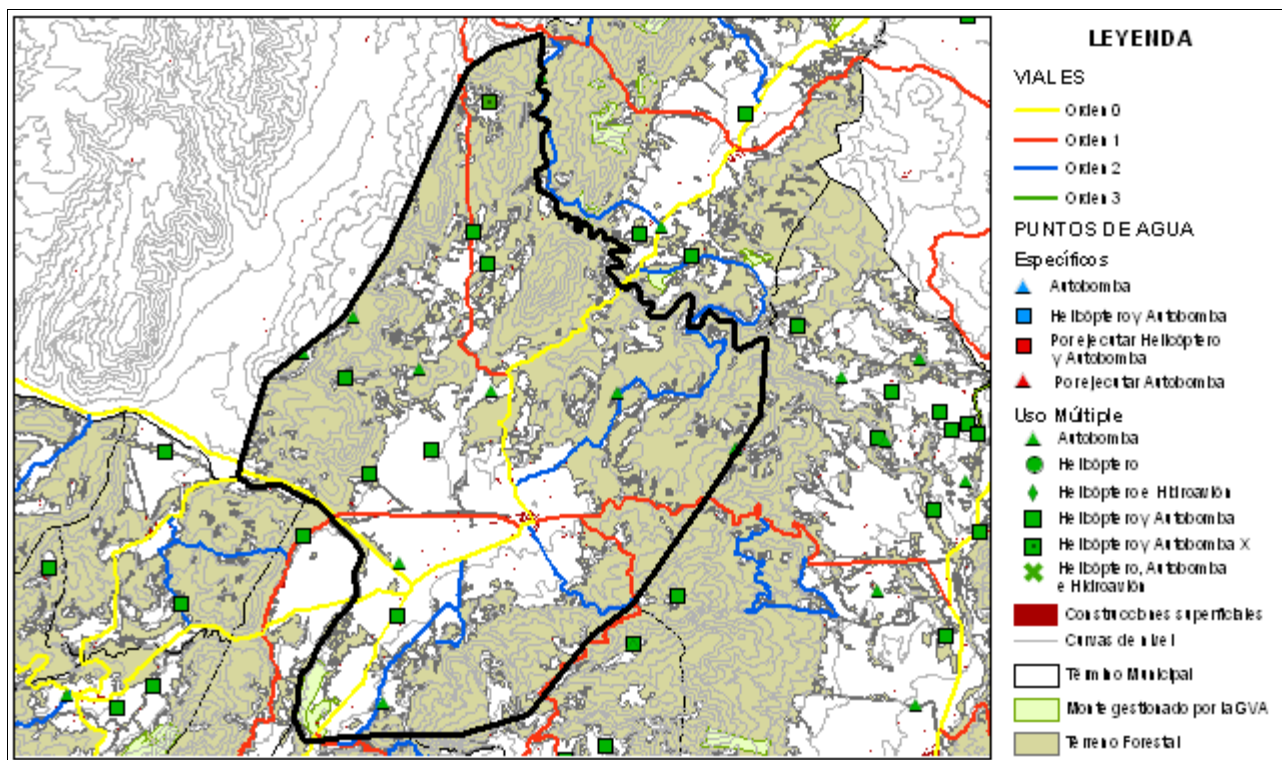 LEYENDA
VIALES
Orden 0
Orden 1
Orden 2
Orden 3
PUNTOS DE AGUA
Específicos
Autobomba
Helicóptero y Autobomba
Por ejecutar Helicóptero
y Autobomba
Por ejecutar Autobomba
Uso Múltiple
Autobomba
Helicóptero
Helicóptero e Hidroavión
Helicóptero y Autobomba
Helicóptero y Autobomba X
Helicóptero, Autobomba
e Hidroavión
Construcciones superficiales
Curvas de nivel
Término Municipal
Monte gestionado por la GVA
Terreno Forestal